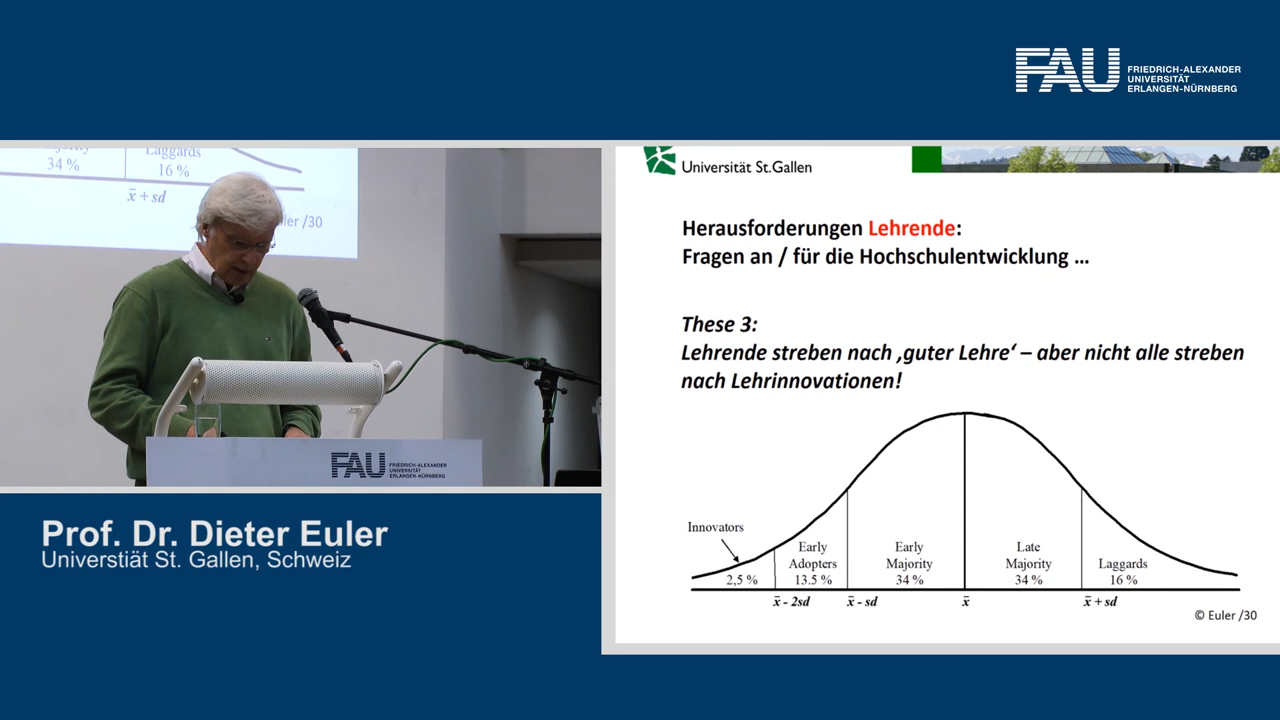 FAU FRIEDRICH-ALEXANDER
UNIVERSITÄT
ERLANGEN-NÜRNBERG
34 %
Laggards
16 %
x̄ + sd
/30
FAU FRIEDRICH-ALEXANDER
UNIVERSITÄT
ERLANGEN-NÜRNBERG
Prof. Dr. Dieter Euler
Universtiät St. Gallen, Schweiz
Universität St.Gallen
Herausforderungen Lehrende:
Fragen an / für die Hochschulentwicklung ...
These 3:
Lehrende streben nach ‚guter Lehre‘ – aber nicht alle streben
nach Lehrinnovationen!
Innovators
2,5 %
Early
Adopters
13.5 %
Early
Majority
34 %
Late
Majority
34 %
Laggards
16 %
x̄ - 2sd
x̄ - sd
x̄
x̄ + sd
© Euler /30